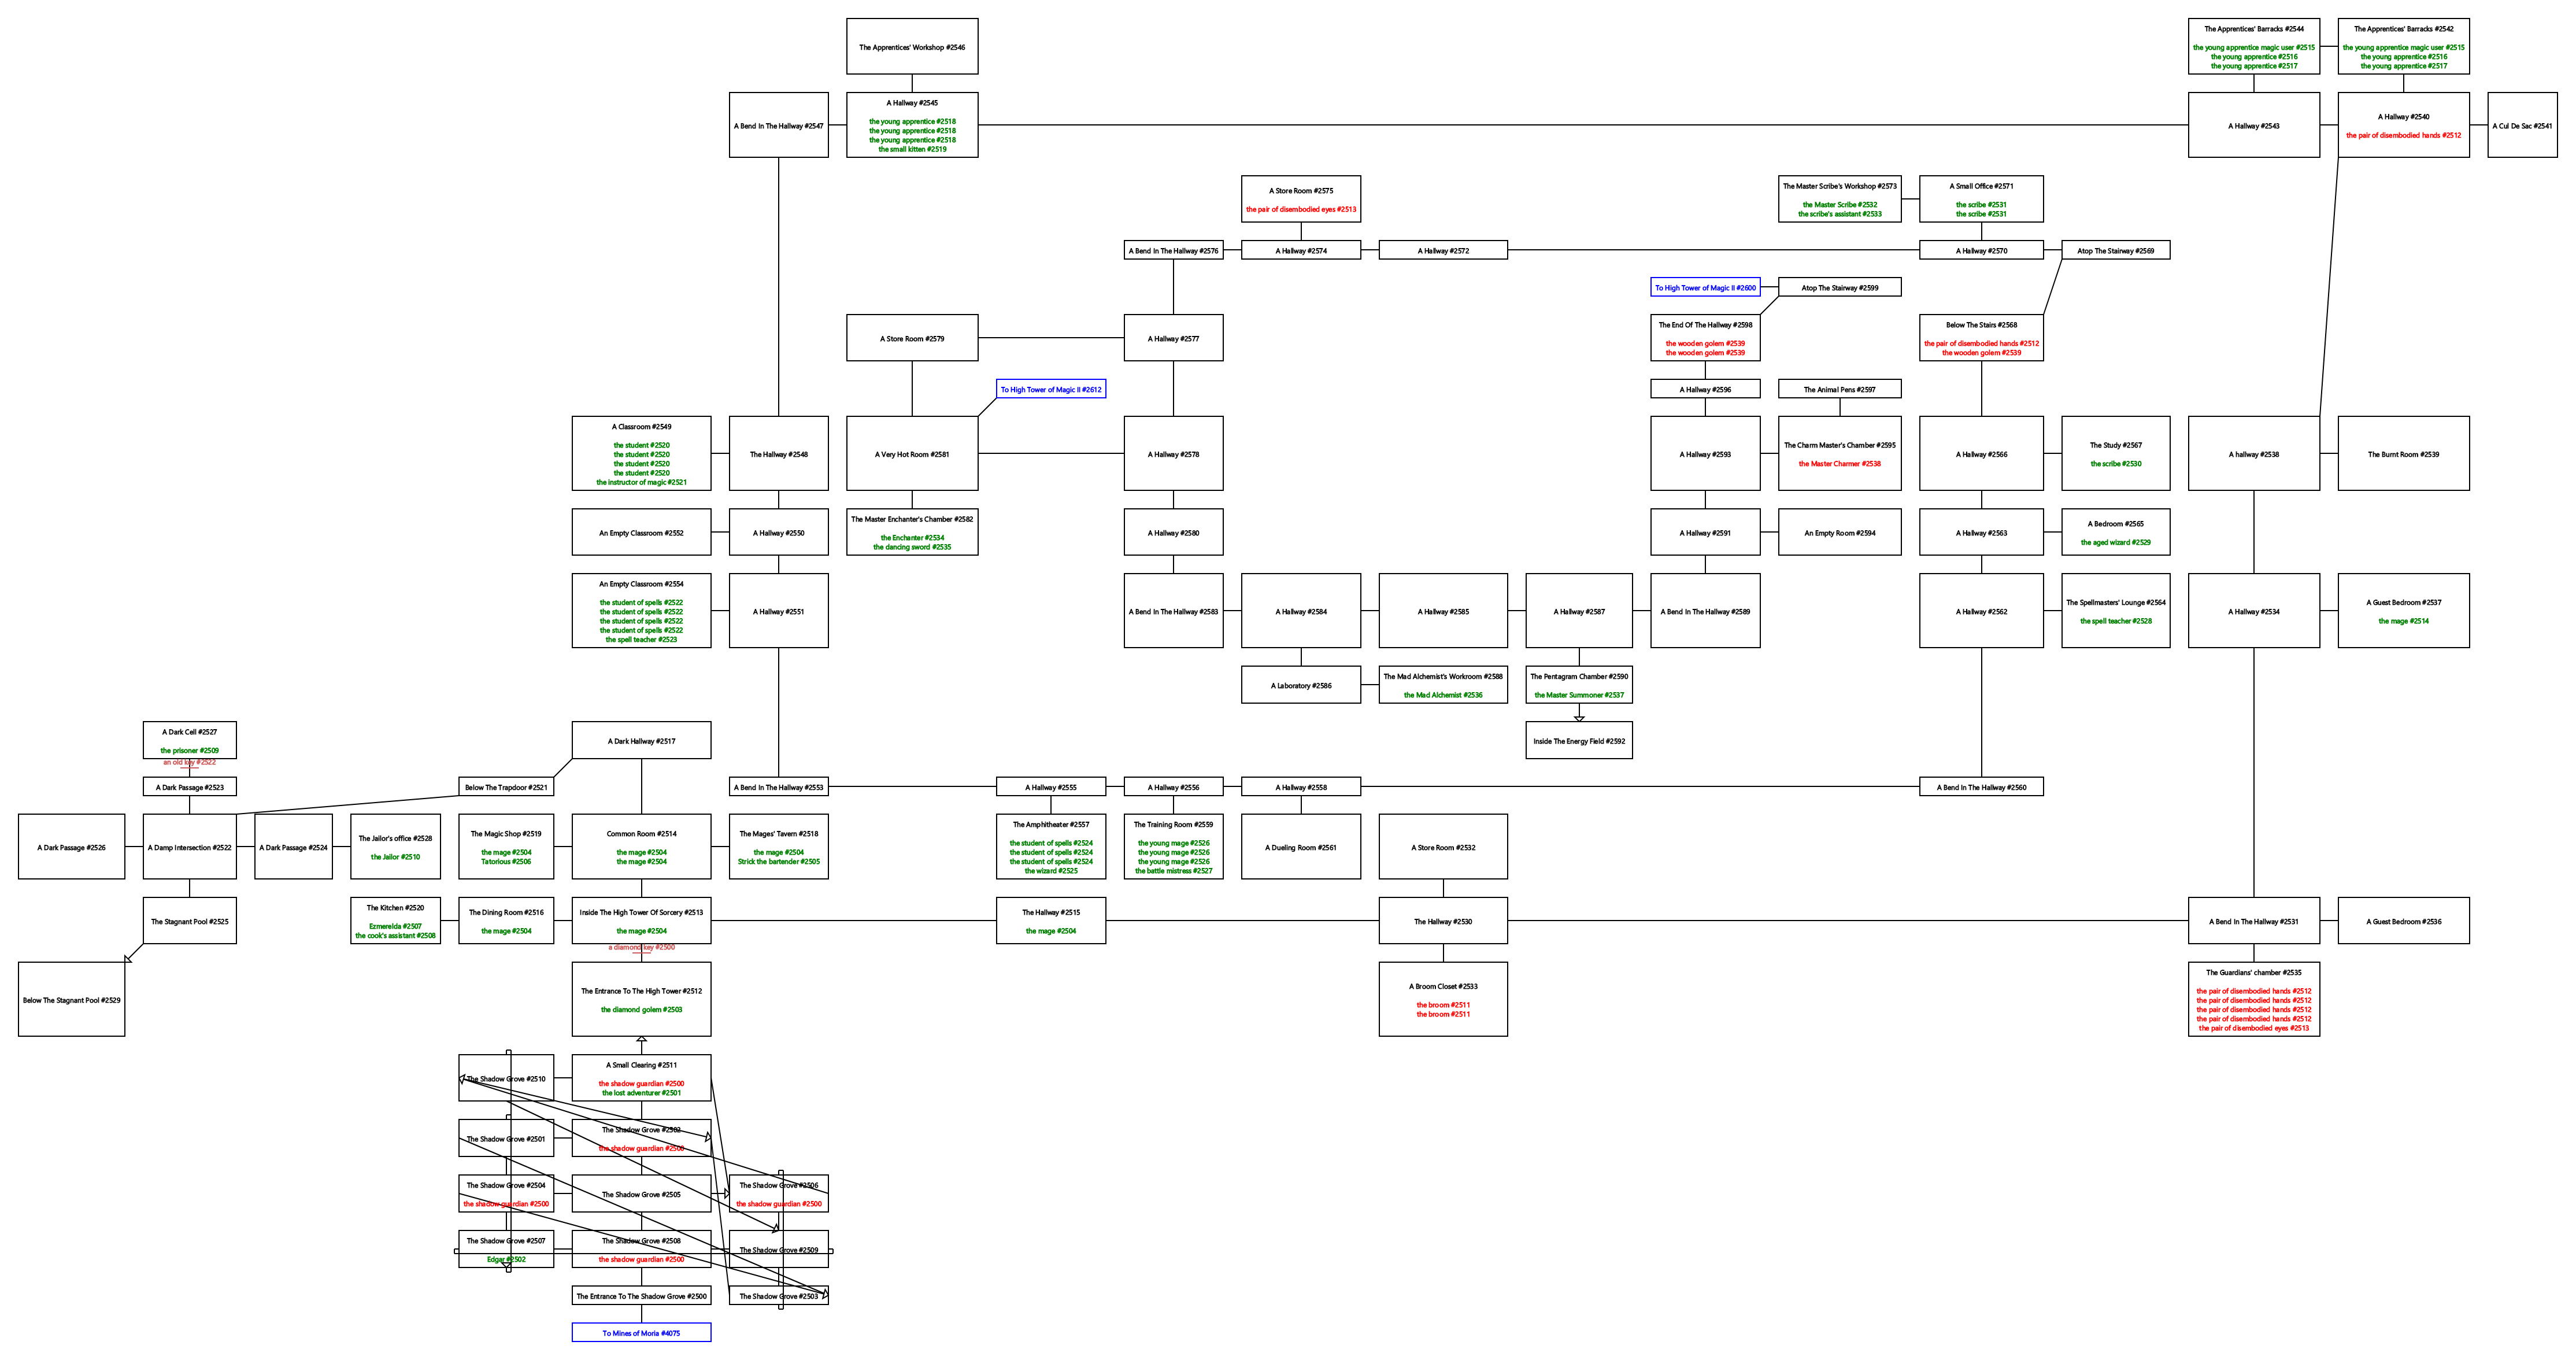 The Apprentices' Workshop #2546
The Apprentices' Barracks #2544
the young apprentice magic user #2515
the young apprentice #2516
the young apprentice #2517
The Apprentices' Barracks #2542
the young apprentice magic user #2515
the young apprentice #2516
the young apprentice #2517
A Bend In The Hallway #2547
A Hallway #2545
the young apprentice #2518
the young apprentice #2518
the young apprentice #2518
the small kitten #2519
A Hallway #2543
A Hallway #2540
the pair of disembodied hands #2512
A Cul De Sac #2541
A Store Room #2575
the pair of disembodied eyes #2513
The Master Scribe's Workshop #2573
the Master Scribe #2532
the scribe's assistant #2533
A Small Office #2571
the scribe #2531
the scribe #2531
A Bend In The Hallway #2576
A Hallway #2574
A Hallway #2572
A Hallway #2570
Atop The Stairway #2569
To High Tower of Magic II #2600
Atop The Stairway #2599
A Store Room #2579
A Hallway #2577
The End Of The Hallway #2598
the wooden golem #2539
the wooden golem #2539
Below The Stairs #2568
the pair of disembodied hands #2512
the wooden golem #2539
To High Tower of Magic II #2612
A Hallway #2596
The Animal Pens #2597
A Classroom #2549
the student #2520
the student #2520
the student #2520
the student #2520
the instructor of magic #2521
The Hallway #2548
A Very Hot Room #2581
A Hallway #2578
A Hallway #2593
The Charm Master's Chamber #2595
the Master Charmer #2538
A Hallway #2566
The Study #2567
the scribe #2530
A hallway #2538
The Burnt Room #2539
An Empty Classroom #2552
A Hallway #2550
The Master Enchanter's Chamber #2582
the Enchanter #2534
the dancing sword #2535
A Hallway #2580
A Hallway #2591
An Empty Room #2594
A Hallway #2563
A Bedroom #2565
the aged wizard #2529
An Empty Classroom #2554
the student of spells #2522
the student of spells #2522
the student of spells #2522
the student of spells #2522
the spell teacher #2523
A Hallway #2551
A Bend In The Hallway #2583
A Hallway #2584
A Hallway #2585
A Hallway #2587
A Bend In The Hallway #2589
A Hallway #2562
The Spellmasters' Lounge #2564
the spell teacher #2528
A Hallway #2534
A Guest Bedroom #2537
the mage #2514
A Laboratory #2586
The Mad Alchemist's Workroom #2588
the Mad Alchemist #2536
The Pentagram Chamber #2590
the Master Summoner #2537
A Dark Cell #2527
the prisoner #2509
an old key #2522
A Dark Hallway #2517
Inside The Energy Field #2592
A Dark Passage #2523
Below The Trapdoor #2521
A Bend In The Hallway #2553
A Hallway #2555
A Hallway #2556
A Hallway #2558
A Bend In The Hallway #2560
A Dark Passage #2526
A Damp Intersection #2522
A Dark Passage #2524
The Jailor's office #2528
the Jailor #2510
The Magic Shop #2519
the mage #2504
Tatorious #2506
Common Room #2514
the mage #2504
the mage #2504
The Mages' Tavern #2518
the mage #2504
Strick the bartender #2505
The Amphitheater #2557
the student of spells #2524
the student of spells #2524
the student of spells #2524
the wizard #2525
The Training Room #2559
the young mage #2526
the young mage #2526
the young mage #2526
the battle mistress #2527
A Dueling Room #2561
A Store Room #2532
The Stagnant Pool #2525
The Kitchen #2520
Ezmerelda #2507
the cook's assistant #2508
The Dining Room #2516
the mage #2504
Inside The High Tower Of Sorcery #2513
the mage #2504
a diamond key #2500
The Hallway #2515
the mage #2504
The Hallway #2530
A Bend In The Hallway #2531
A Guest Bedroom #2536
Below The Stagnant Pool #2529
The Entrance To The High Tower #2512
the diamond golem #2503
A Broom Closet #2533
the broom #2511
the broom #2511
The Guardians' chamber #2535
the pair of disembodied hands #2512
the pair of disembodied hands #2512
the pair of disembodied hands #2512
the pair of disembodied hands #2512
the pair of disembodied eyes #2513
The Shadow Grove #2510
A Small Clearing #2511
the shadow guardian #2500
the lost adventurer #2501
The Shadow Grove #2501
The Shadow Grove #2502
the shadow guardian #2500
The Shadow Grove #2504
the shadow guardian #2500
The Shadow Grove #2505
The Shadow Grove #2506
the shadow guardian #2500
The Shadow Grove #2507
Edgar #2502
The Shadow Grove #2508
the shadow guardian #2500
The Shadow Grove #2509
The Entrance To The Shadow Grove #2500
The Shadow Grove #2503
To Mines of Moria #4075